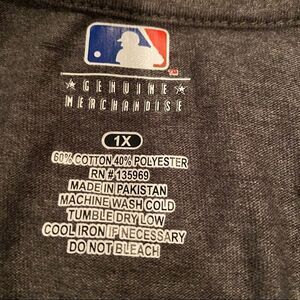 ★ GENUINE ★
MERCHANDISE
1X
60% COTTON 40% POLYESTER
RN # 135969
MADE IN PAKISTAN
MACHINE WASH COLD
TUMBLE DRY LOW
COOL IRON IF NECESSARY
DO NOT BLEACH